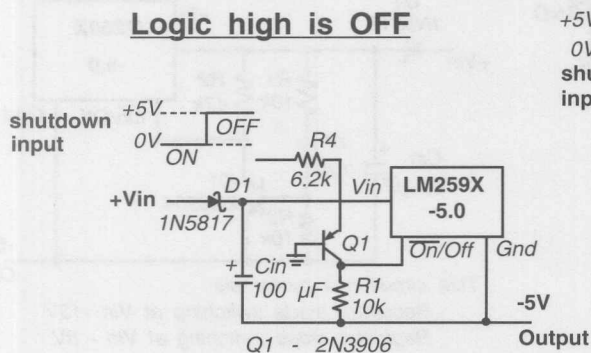 Logic high is OFF
+5V
0V
shu
inpu
shutdown
input
+5V
0V
OFF
ON
R4
6.2k
+Vin
D1
1N5817
Vin
LM259X
-5.0
Q1
On/Off
Gnd
+
Cin
100 µF
R1
10k
-5V
Output
Q1 - 2N3906